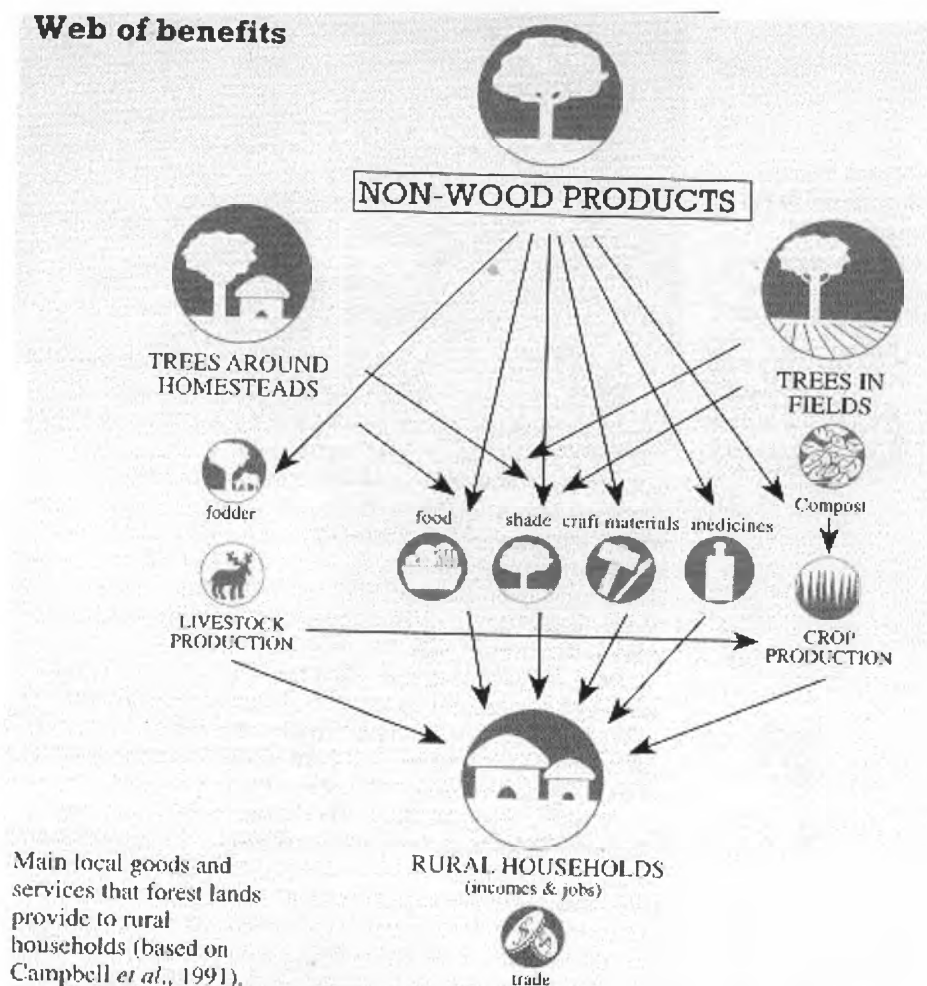 Web of benefits
NON-WOOD PRODUCTS
TREES AROUND
HOMESTEADS
TREES IN
FIELDS
fodder
Compost
food
shade
craft materials
medicines
LIVESTOCK
PRODUCTION
CROP
PRODUCTION
RURAL HOUSEHOLDS
(incomes & jobs)
trade
Main local goods and
services that forest lands
provide to rural
households (based on
Campbell et al., 1991).